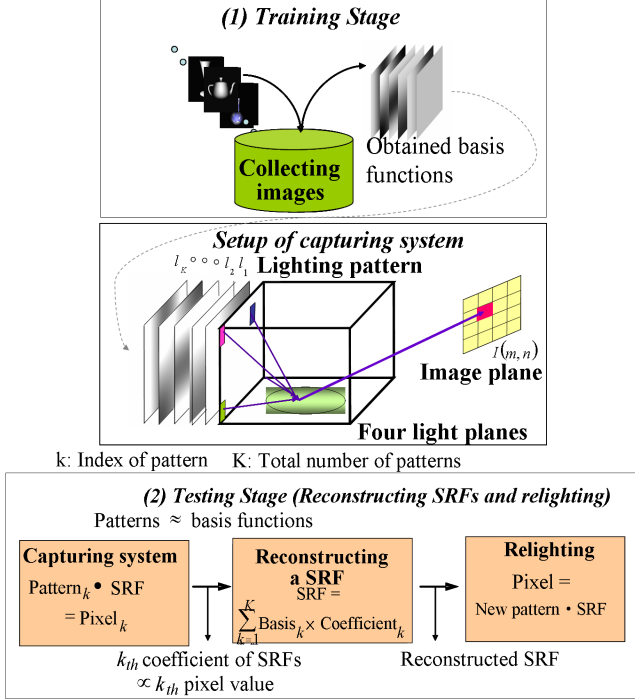 (1) Training Stage
Collecting
images
Obtained basis
functions
Setup of capturing system
l_K ∘ ∘ ∘ l_2 l_1
Lighting pattern
I(m, n)
Image plane
Four light planes
k: Index of pattern K: Total number of patterns
(2) Testing Stage (Reconstructing SRFs and relighting)
Patterns ≈ basis functions
Capturing system
Pattern_k • SRF
= Pixel_k
Reconstructing
a SRF
SRF =
∑_{k=1}^{K} Basis_k × Coefficient_k
Relighting
Pixel =
New pattern · SRF
k_th coefficient of SRFs
∝ k_th pixel value
Reconstructed SRF